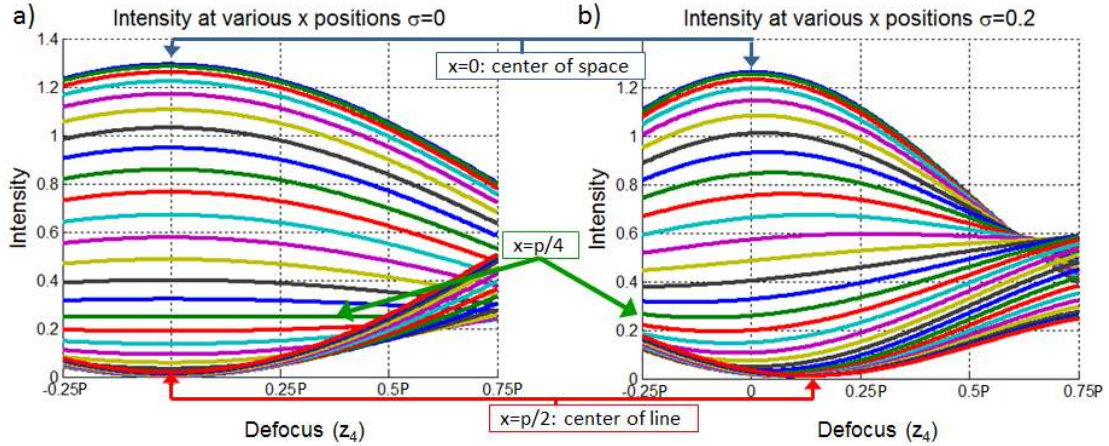 a) Intensity at various x positions σ=0
b) Intensity at various x positions σ=0.2
x=0: center of space
Intensity
1.4
1.2
1
0.8
0.6
0.4
0.2
0
-0.25P 0.25P 0.5P 0.75P
Defocus (z₄)
x=p/4
x=p/2: center of line
Intensity
1.2
1
0.8
0.6
0.4
0.2
0
-0.25P 0 0.25P 0.5P 0.75P
Defocus (z₄)